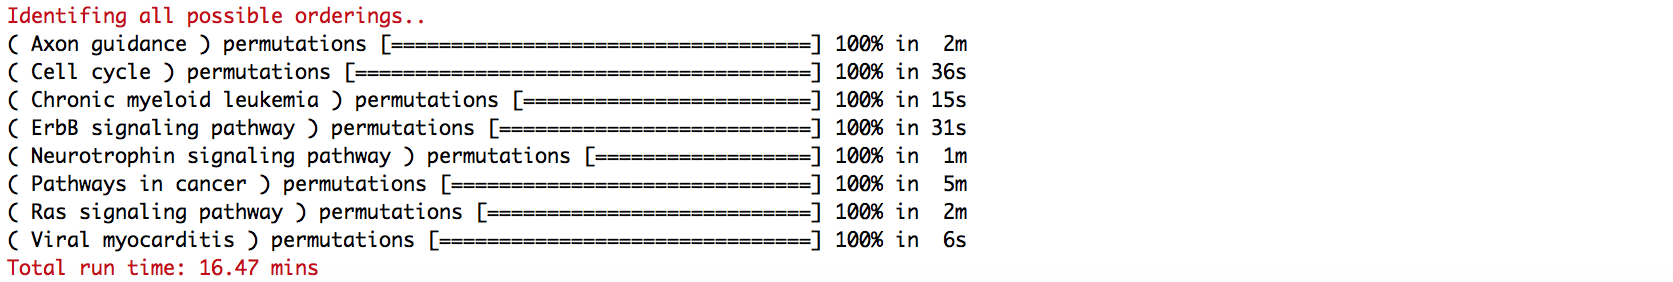 Identifing all possible orderings..
( Axon guidance ) permutations [===================================] 100% in  2m
( Cell cycle ) permutations [======================================] 100% in 36s
( Chronic myeloid leukemia ) permutations [========================] 100% in 15s
( ErbB signaling pathway ) permutations [==========================] 100% in 31s
( Neurotrophin signaling pathway ) permutations [==================] 100% in  1m
( Pathways in cancer ) permutations [==============================] 100% in  5m
( Ras signaling pathway ) permutations [===========================] 100% in  2m
( Viral myocarditis ) permutations [===============================] 100% in  6s
Total run time: 16.47 mins